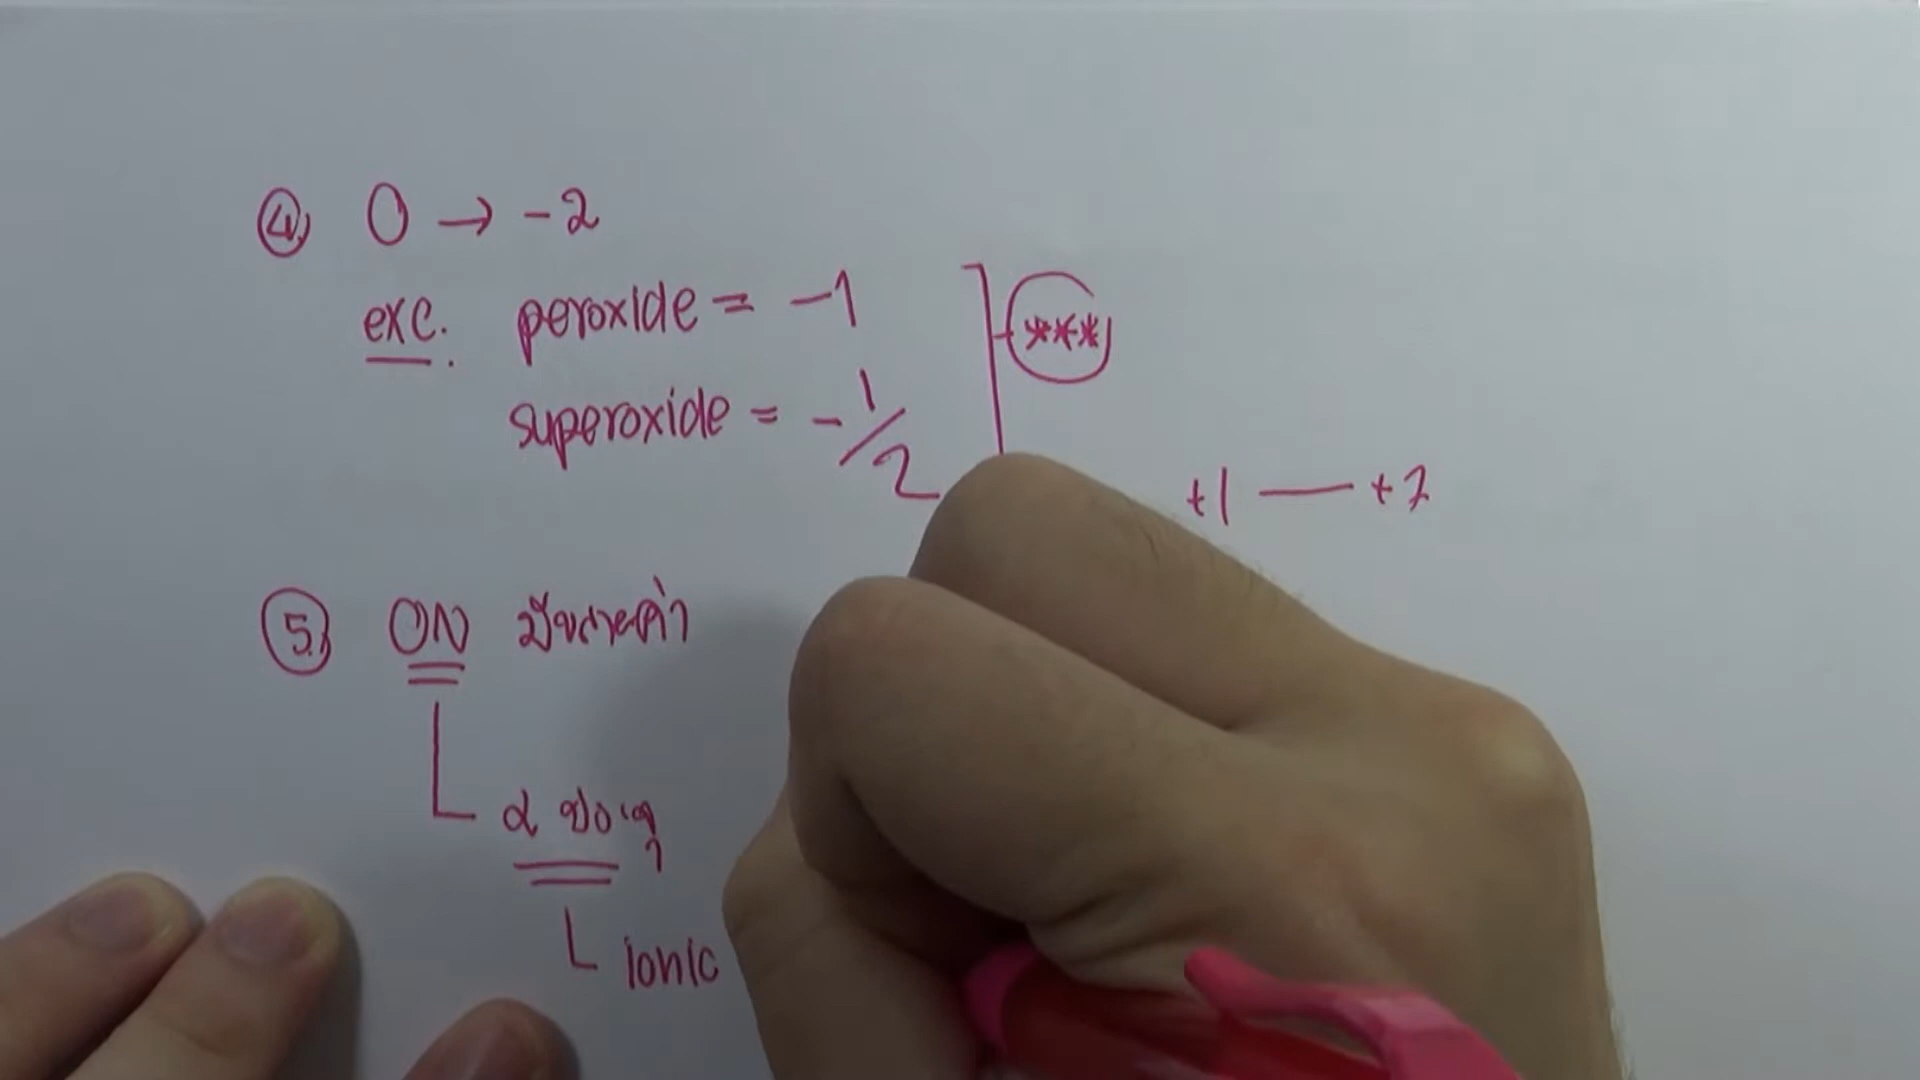 ④ O → -2
exc. peroxide = -1
superoxide = -1/2
***
+1 — +7
⑤ ON มีหลายค่า
ionic